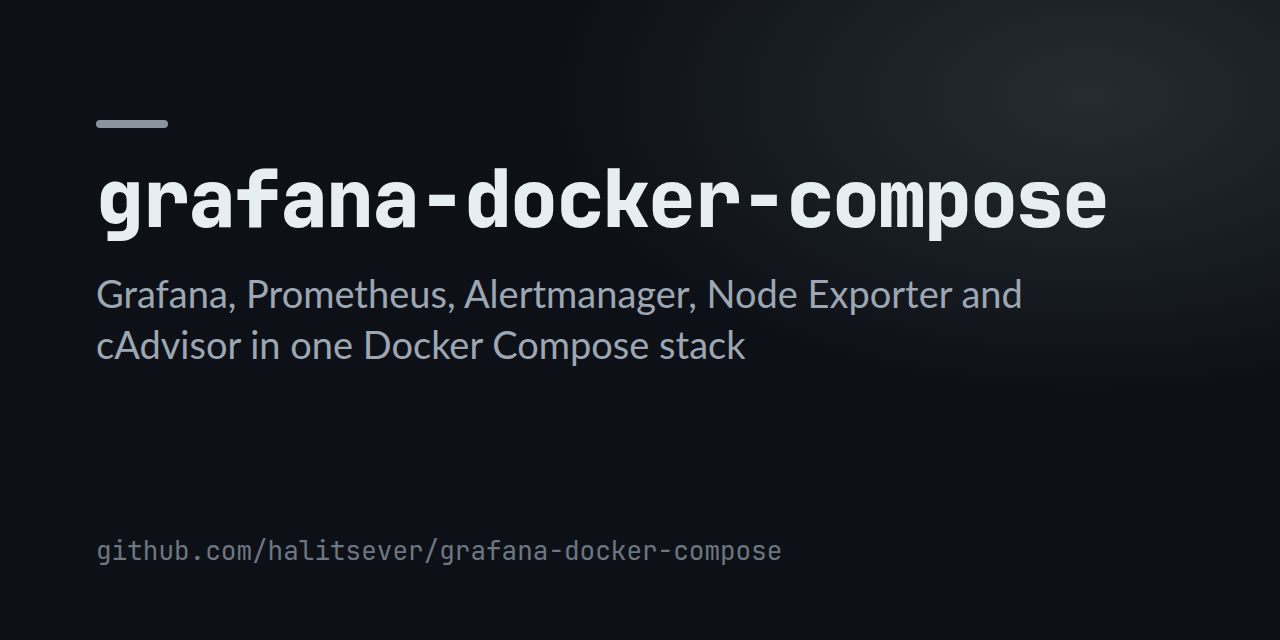 grafana-docker-compose
Grafana, Prometheus, Alertmanager, Node Exporter and
cAdvisor in one Docker Compose stack
github.com/halitsever/grafana-docker-compose